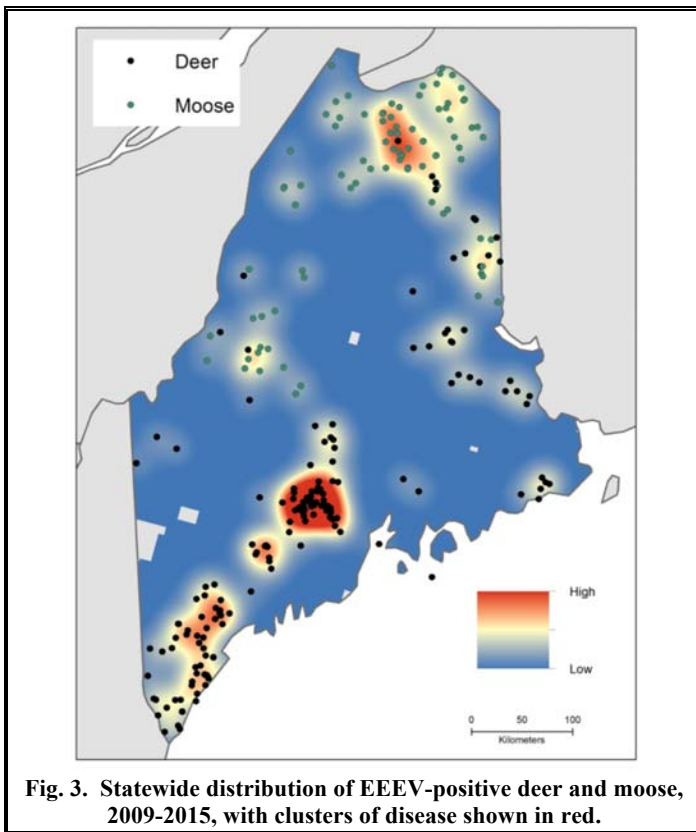 Deer
Moose
High
Low
0 50 100
Kilometers
Fig. 3. Statewide distribution of EEEV-positive deer and moose,
2009-2015, with clusters of disease shown in red.